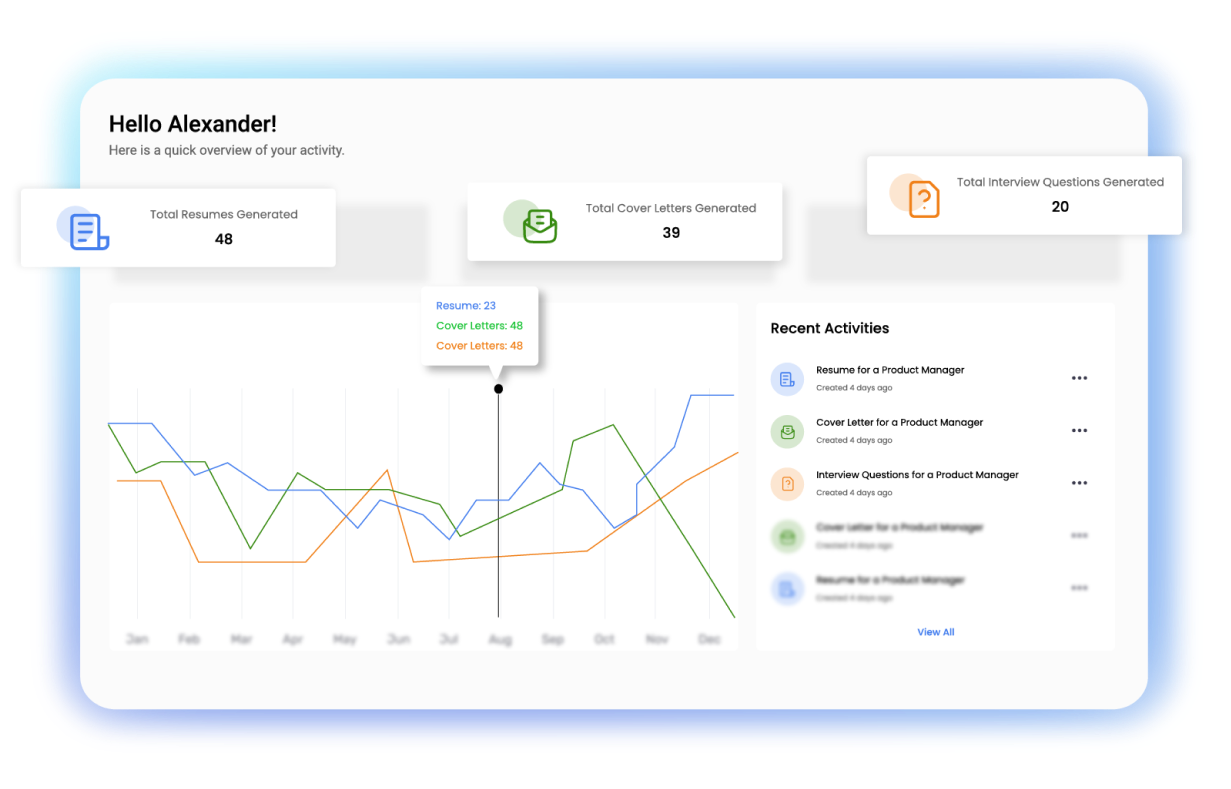 Hello Alexander!
Here is a quick overview of your activity.
Total Resumes Generated
48
Total Cover Letters Generated
39
Total Interview Questions Generated
20
Resume: 23
Cover Letters: 48
Cover Letters: 48
Jan Feb Mar Apr May Jun Jul Aug Sep Oct Nov Dec
Recent Activities
Resume for a Product Manager
Created 4 days ago
Cover Letter for a Product Manager
Created 4 days ago
Interview Questions for a Product Manager
Created 4 days ago
Cover Letter for a Product Manager
Created 4 days ago
Resume for a Product Manager
Created 4 days ago
View All